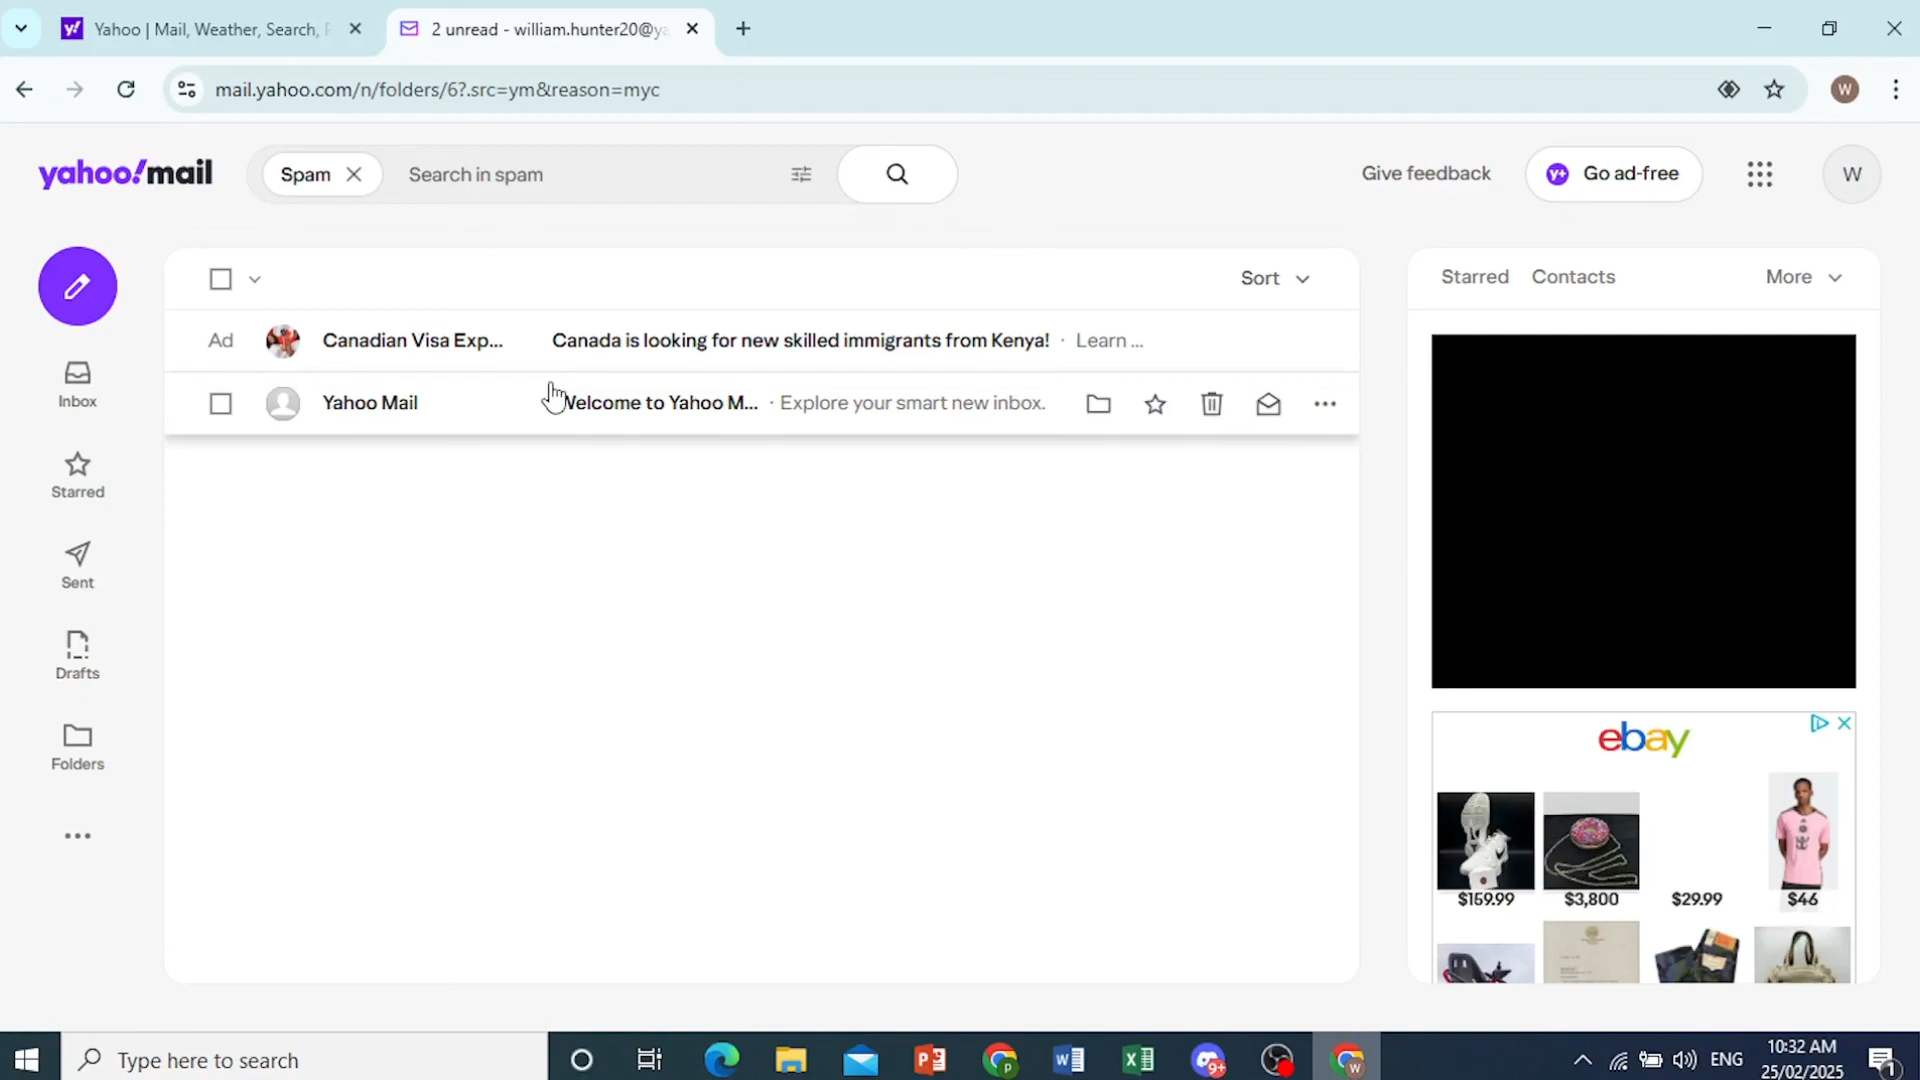 Yahoo | Mail, Weather, Search,
2 unread - william.hunter20@ya
mail.yahoo.com/n/folders/6?.src=ym&reason=myc
W
yahoo!mail
Spam
Search in spam
Give feedback
y+ Go ad-free
W
Sort
Starred Contacts More
Ad Canadian Visa Exp... Canada is looking for new skilled immigrants from Kenya! · Learn ...
Yahoo Mail Welcome to Yahoo M... · Explore your smart new inbox.
Inbox
Starred
Sent
Drafts
Folders
ebay
$159.99 $3,800 $29.99 $46
Type here to search
9+
ENG
10:32 AM
25/02/2025
1